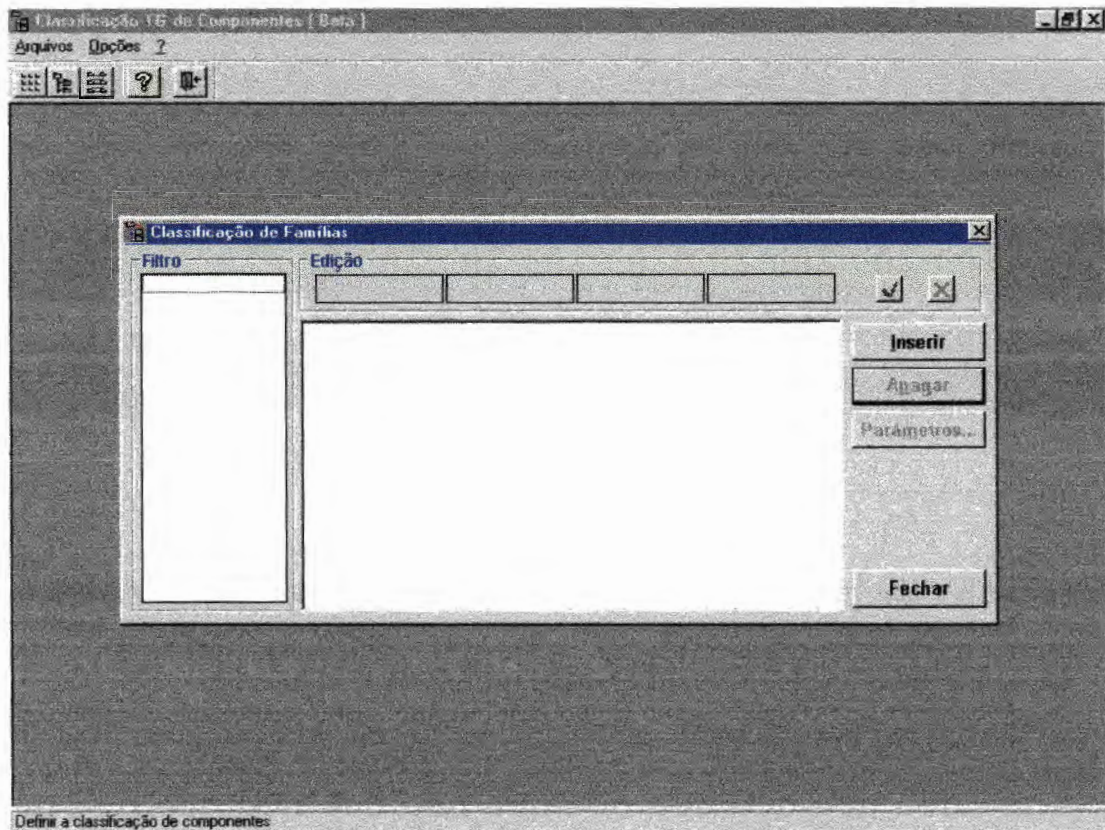 Classificação TG de Componentes [ Beta ]
Arquivos Opções ?
Classificação de Famílias
Filtro
Edição
Inserir
Apagar
Parâmetros...
Fechar
Definir a classificação de componentes